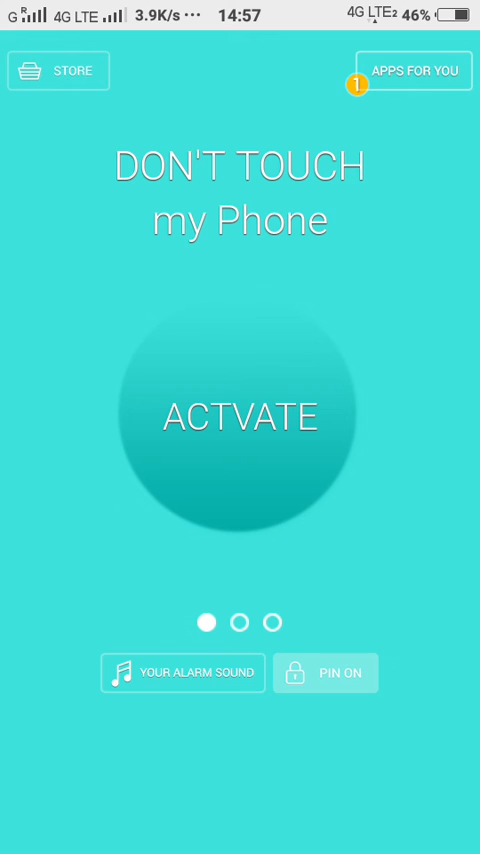 G R 4G LTE 3.9K/s ... 14:57 4G LTE2 46%
STORE
APPS FOR YOU
1
DON'T TOUCH
my Phone
ACTVATE
YOUR ALARM SOUND
PIN ON